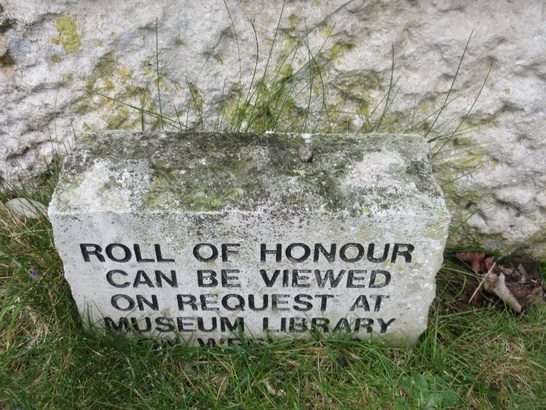 ROLL OF HONOUR
CAN BE VIEWED
ON REQUEST AT
MUSEUM LIBRARY